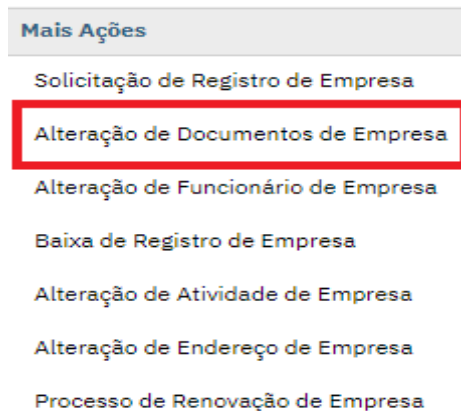 Mais Ações
Solicitação de Registro de Empresa
Alteração de Documentos de Empresa
Alteração de Funcionário de Empresa
Baixa de Registro de Empresa
Alteração de Atividade de Empresa
Alteração de Endereço de Empresa
Processo de Renovação de Empresa